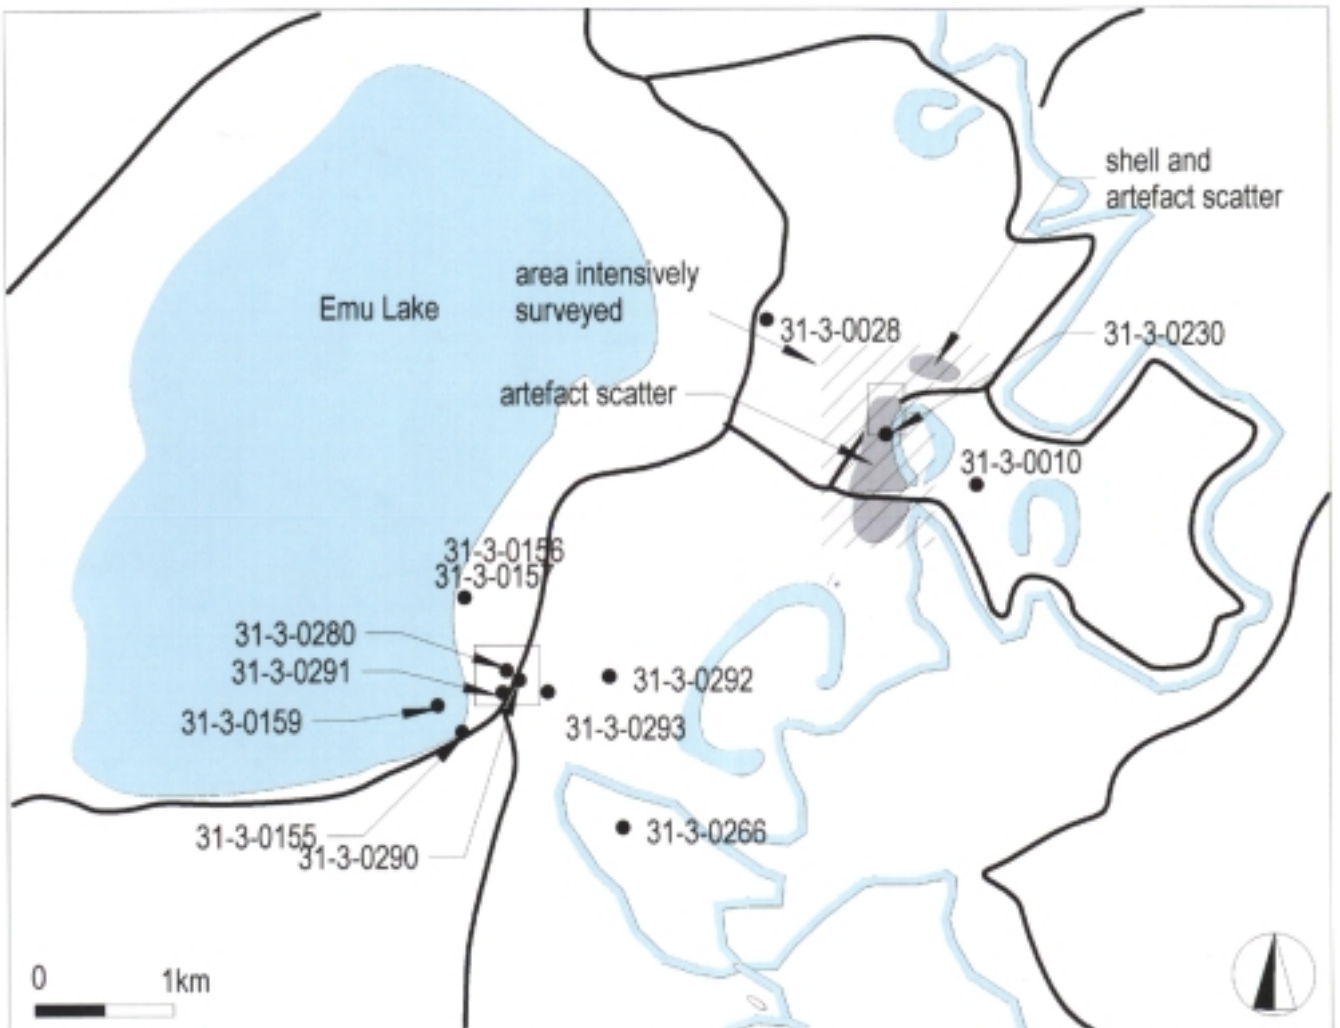 shell and
artefact scatter
area intensively
surveyed
Emu Lake
31-3-0028
31-3-0230
artefact scatter
31-3-0010
31-3-0156
31-3-0157
31-3-0280
31-3-0291
31-3-0292
31-3-0159
31-3-0293
31-3-0155
31-3-0290
31-3-0266
0
1km